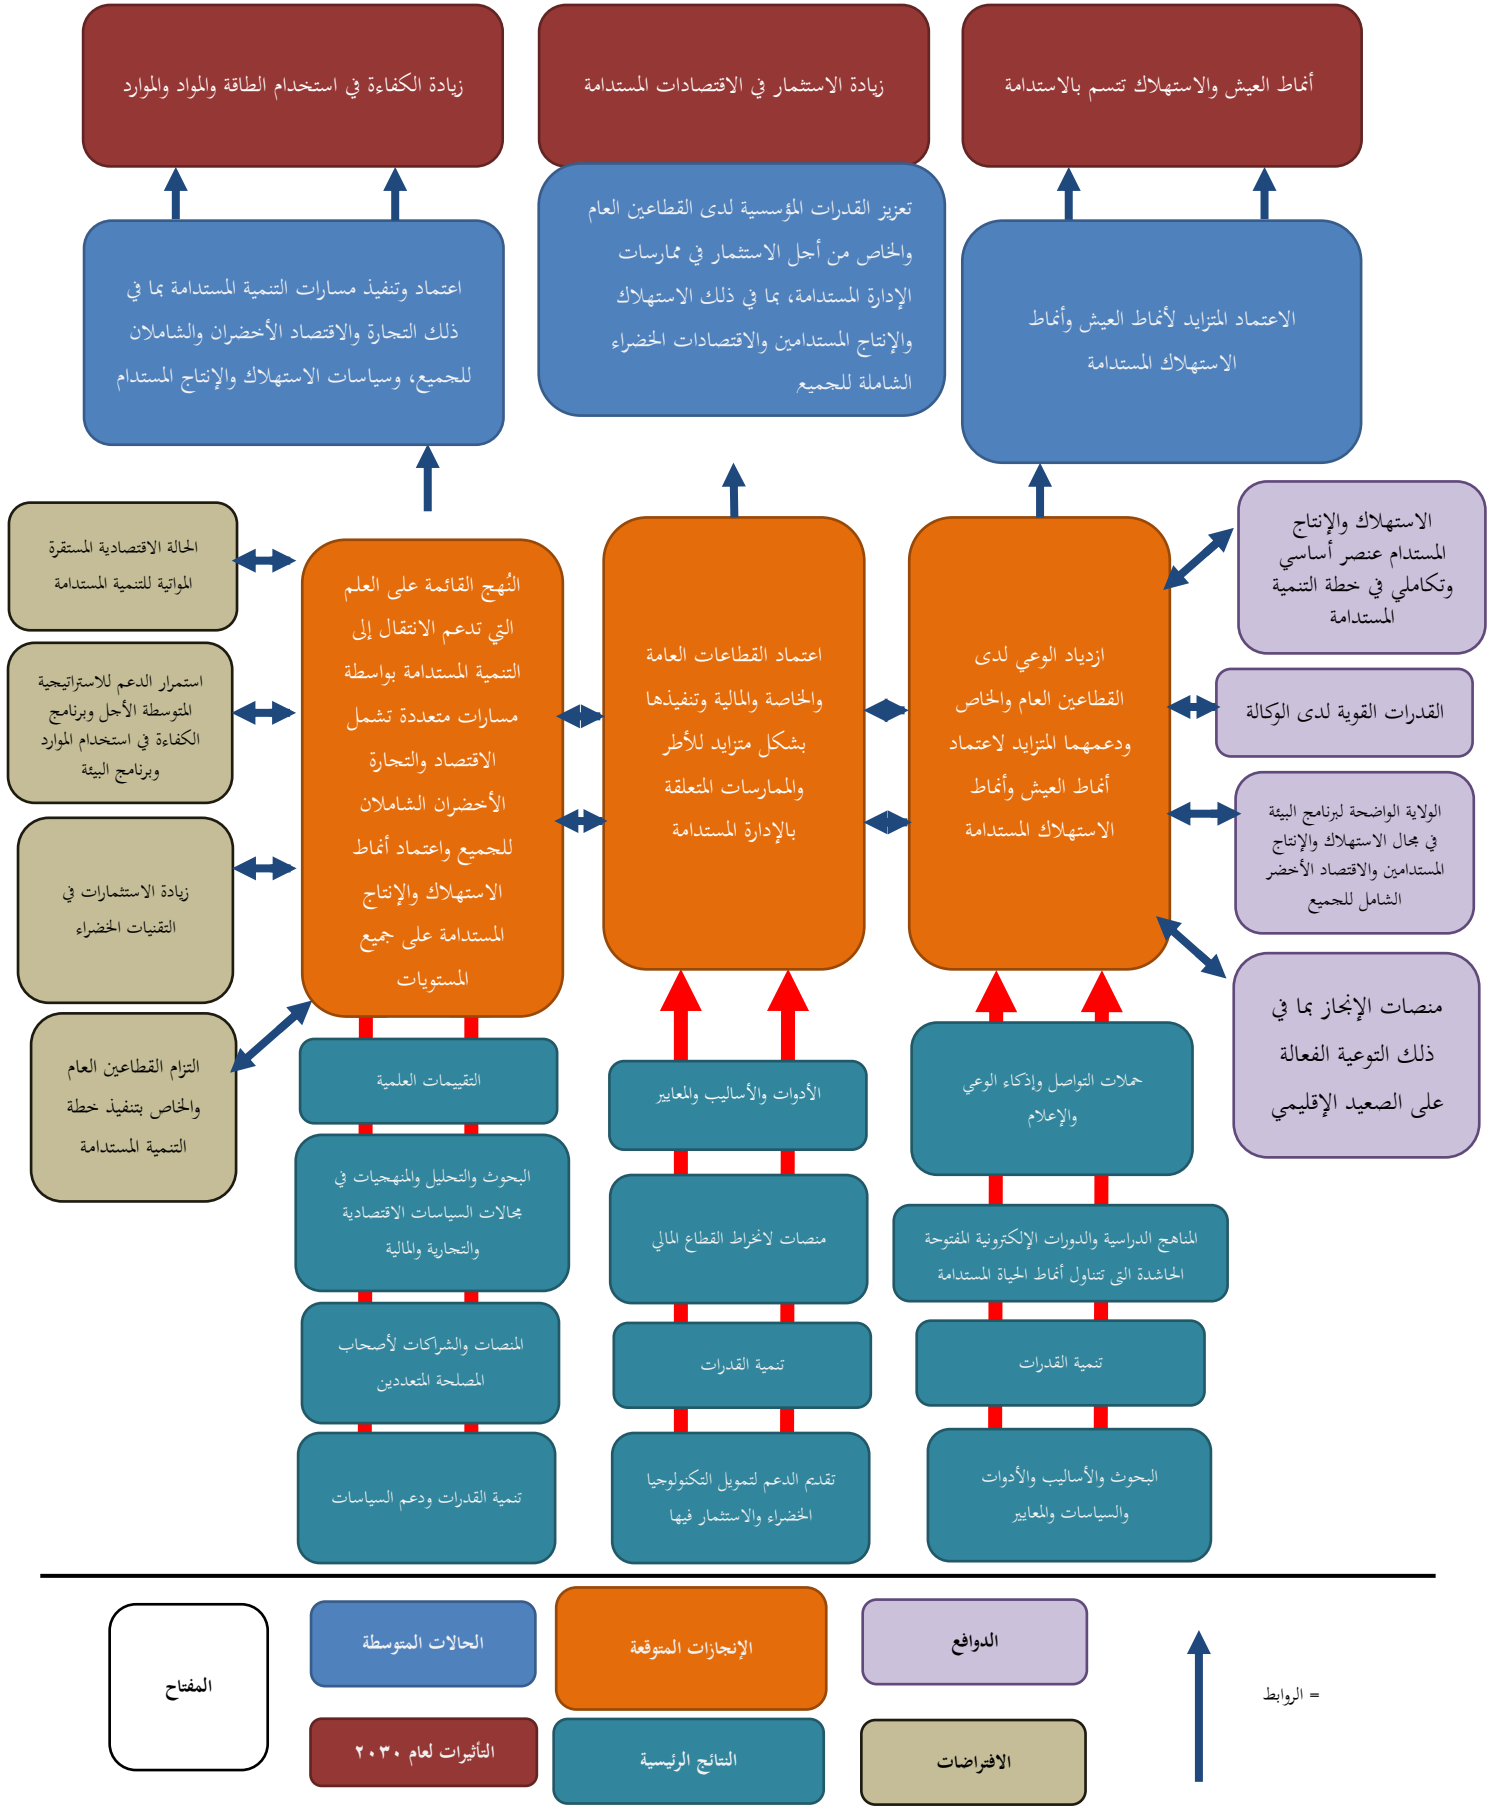 أنماط العيش والاستهلاك تتسم بالاستدامة
زيادة الاستثمار في الاقتصادات المستدامة
زيادة الكفاءة في استخدام الطاقة والمواد والموارد
الاعتماد المتزايد لأنماط العيش وأنماط
الاستهلاك المستدامة
تعزيز القدرات المؤسسية لدى القطاعين العام
والخاص من أجل الاستثمار في ممارسات
الإدارة المستدامة، بما في ذلك الاستهلاك
والإنتاج المستدامين والاقتصادات الخضراء
الشاملة للجميع
اعتماد وتنفيذ مسارات التنمية المستدامة بما في
ذلك التجارة والاقتصاد الأخضران والشاملان
للجميع، وسياسات الاستهلاك والإنتاج المستدام
الاستهلاك والإنتاج
المستدام عنصر أساسي
وتكاملي في خطة التنمية
المستدامة
القدرات القوية لدى الوكالة
الولاية الواضحة لبرنامج البيئة
في مجال الاستهلاك والإنتاج
المستدامين والاقتصاد الأخضر
الشامل للجميع
منصات الإنجاز بما في
ذلك التوعية الفعالة
على الصعيد الإقليمي
ازدياد الوعي لدى
القطاعين العام والخاص
ودعمهما المتزايد لاعتماد
أنماط العيش وأنماط
الاستهلاك المستدامة
اعتماد القطاعات العامة
والخاصة والمالية وتنفيذها
بشكل متزايد للأطر
والممارسات المتعلقة
بالإدارة المستدامة
النُهج القائمة على العلم
التي تدعم الانتقال إلى
التنمية المستدامة بواسطة
مسارات متعددة تشمل
الاقتصاد والتجارة
الأخضران الشاملان
للجميع واعتماد أنماط
الاستهلاك والإنتاج
المستدامة على جميع
المستويات
الحالة الاقتصادية المستقرة
المواتية للتنمية المستدامة
استمرار الدعم للاستراتيجية
المتوسطة الأجل وبرنامج
الكفاءة في استخدام الموارد
وبرنامج البيئة
زيادة الاستثمارات في
التقنيات الخضراء
التزام القطاعين العام
والخاص بتنفيذ خطة
التنمية المستدامة
حملات التواصل وإذكاء الوعي
والإعلام
المناهج الدراسية والدورات الإلكترونية المفتوحة
الحاشدة التي تتناول أنماط الحياة المستدامة
تنمية القدرات
البحوث والأساليب والأدوات
والسياسات والمعايير
الأدوات والأساليب والمعايير
منصات لانخراط القطاع المالي
تنمية القدرات
تقديم الدعم لتمويل التكنولوجيا
الخضراء والاستثمار فيها
التقييمات العلمية
البحوث والتحليل والمنهجيات في
مجالات السياسات الاقتصادية
والتجارية والمالية
المنصات والشراكات لأصحاب
المصلحة المتعددين
تنمية القدرات ودعم السياسات
= الروابط
الدوافع
الإنجازات المتوقعة
الحالات المتوسطة
المفتاح
الافتراضات
النتائج الرئيسية
التأثيرات لعام ٢٠٣٠